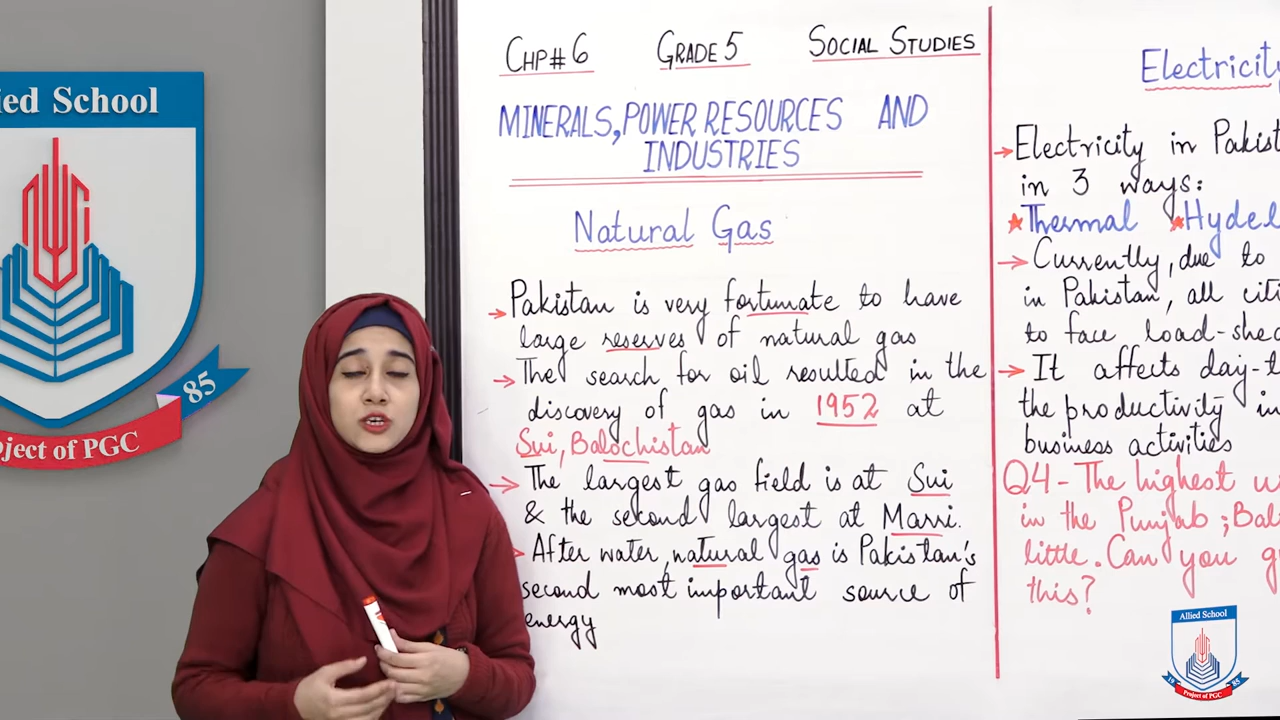 ied School
85
oject of PGC
CHP# 6 GRADE 5 SOCIAL STUDIES
MINERALS, POWER RESOURCES AND
INDUSTRIES
Natural Gas
→ Pakistan is very fortunate to have
large reserves of natural gas
→ The search for oil resulted in the
discovery of gas in 1952 at
Sui, Balochistan
→ The largest gas field is at Sui
& the second largest at Marri.
After water, natural gas is Pakistan's
second most important source of
energy
Electricity
→ Electricity in Pakist
in 3 ways:
★Thermal ★Hydel
→ Currently, due to
in Pakistan, all citi
to face load-shed
→ It affects day-t
the productivity in
business activities
Q4- The highest u
in the Punjab; Bal
little. Can you g
this?
Allied School
19 85
Project of PGC